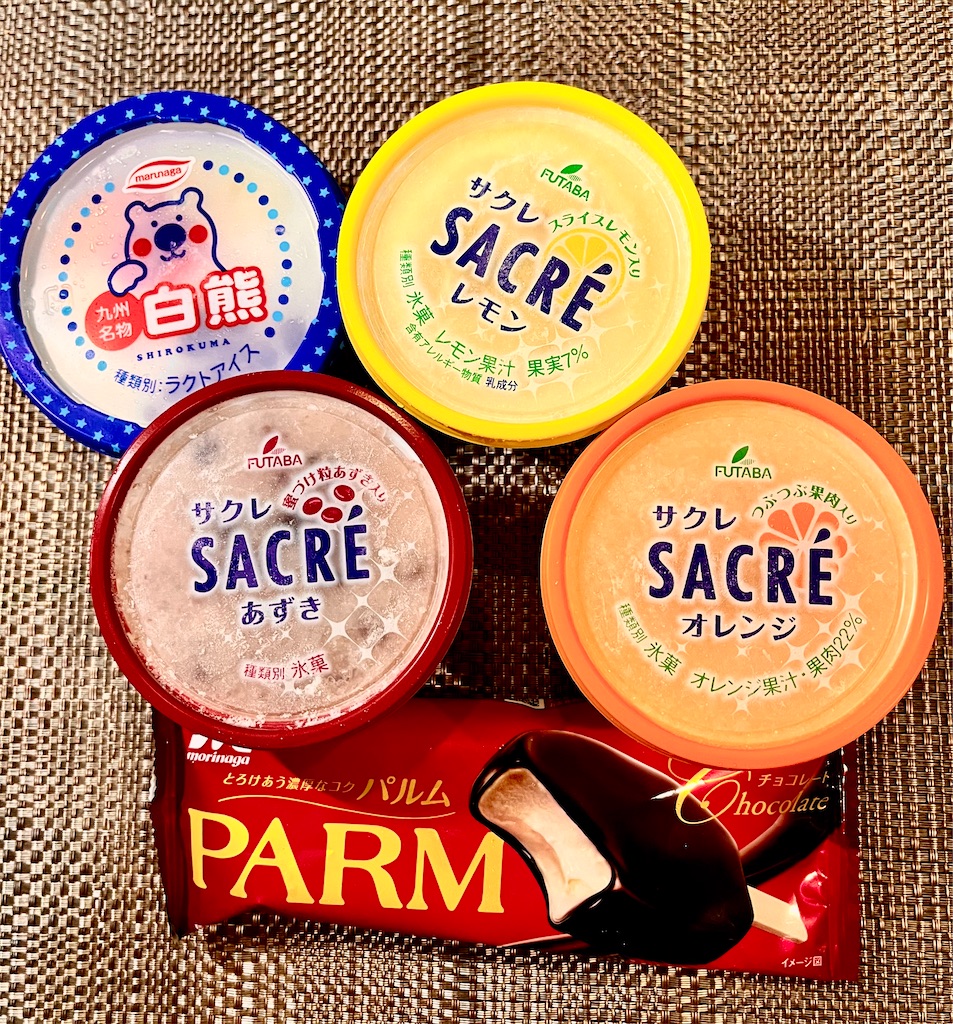 marunaga
九州
名物
白熊
SHIROKUMA
種類別:ラクトアイス
FUTABA
サクレ
スライスレモン入り
SACRÉ
レモン
種類別 氷菓 レモン果汁 果実7%
含有アレルギー物質 乳成分
FUTABA
サクレ
蜜づけ粒あずき入り
SACRÉ
あずき
種類別 氷菓
FUTABA
サクレ
つぶつぶ果肉入り
SACRÉ
オレンジ
種類別 氷菓 オレンジ果汁・果肉22%
morinaga
とろけあう濃厚なコク パルム
PARM
チョコレート
Chocolate
イメージ図